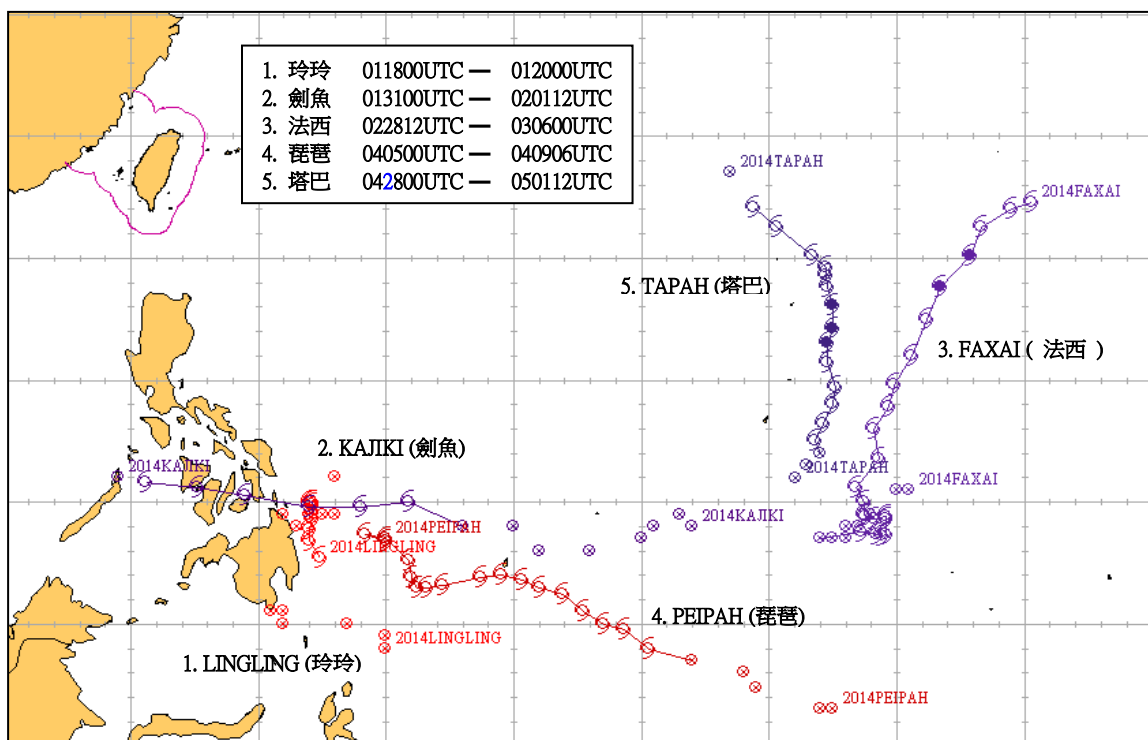 1. 玲玲 011800UTC — 012000UTC
2. 劍魚 013100UTC — 020112UTC
3. 法西 022812UTC — 030600UTC
4. 琵琶 040500UTC — 040906UTC
5. 塔巴 042800UTC — 050112UTC
2014TAPAH
2014FAXAI
5. TAPAH (塔巴)
3. FAXAI ( 法西 )
2. KAJIKI (劍魚)
2014KAJIKI
2014TAPAH
2014FAXAI
2014KAJIKI
2014PEIPAH
2014LINGLING
4. PEIPAH (琵琶)
2014LINGLING
1. LINGLING (玲玲)
2014PEIPAH